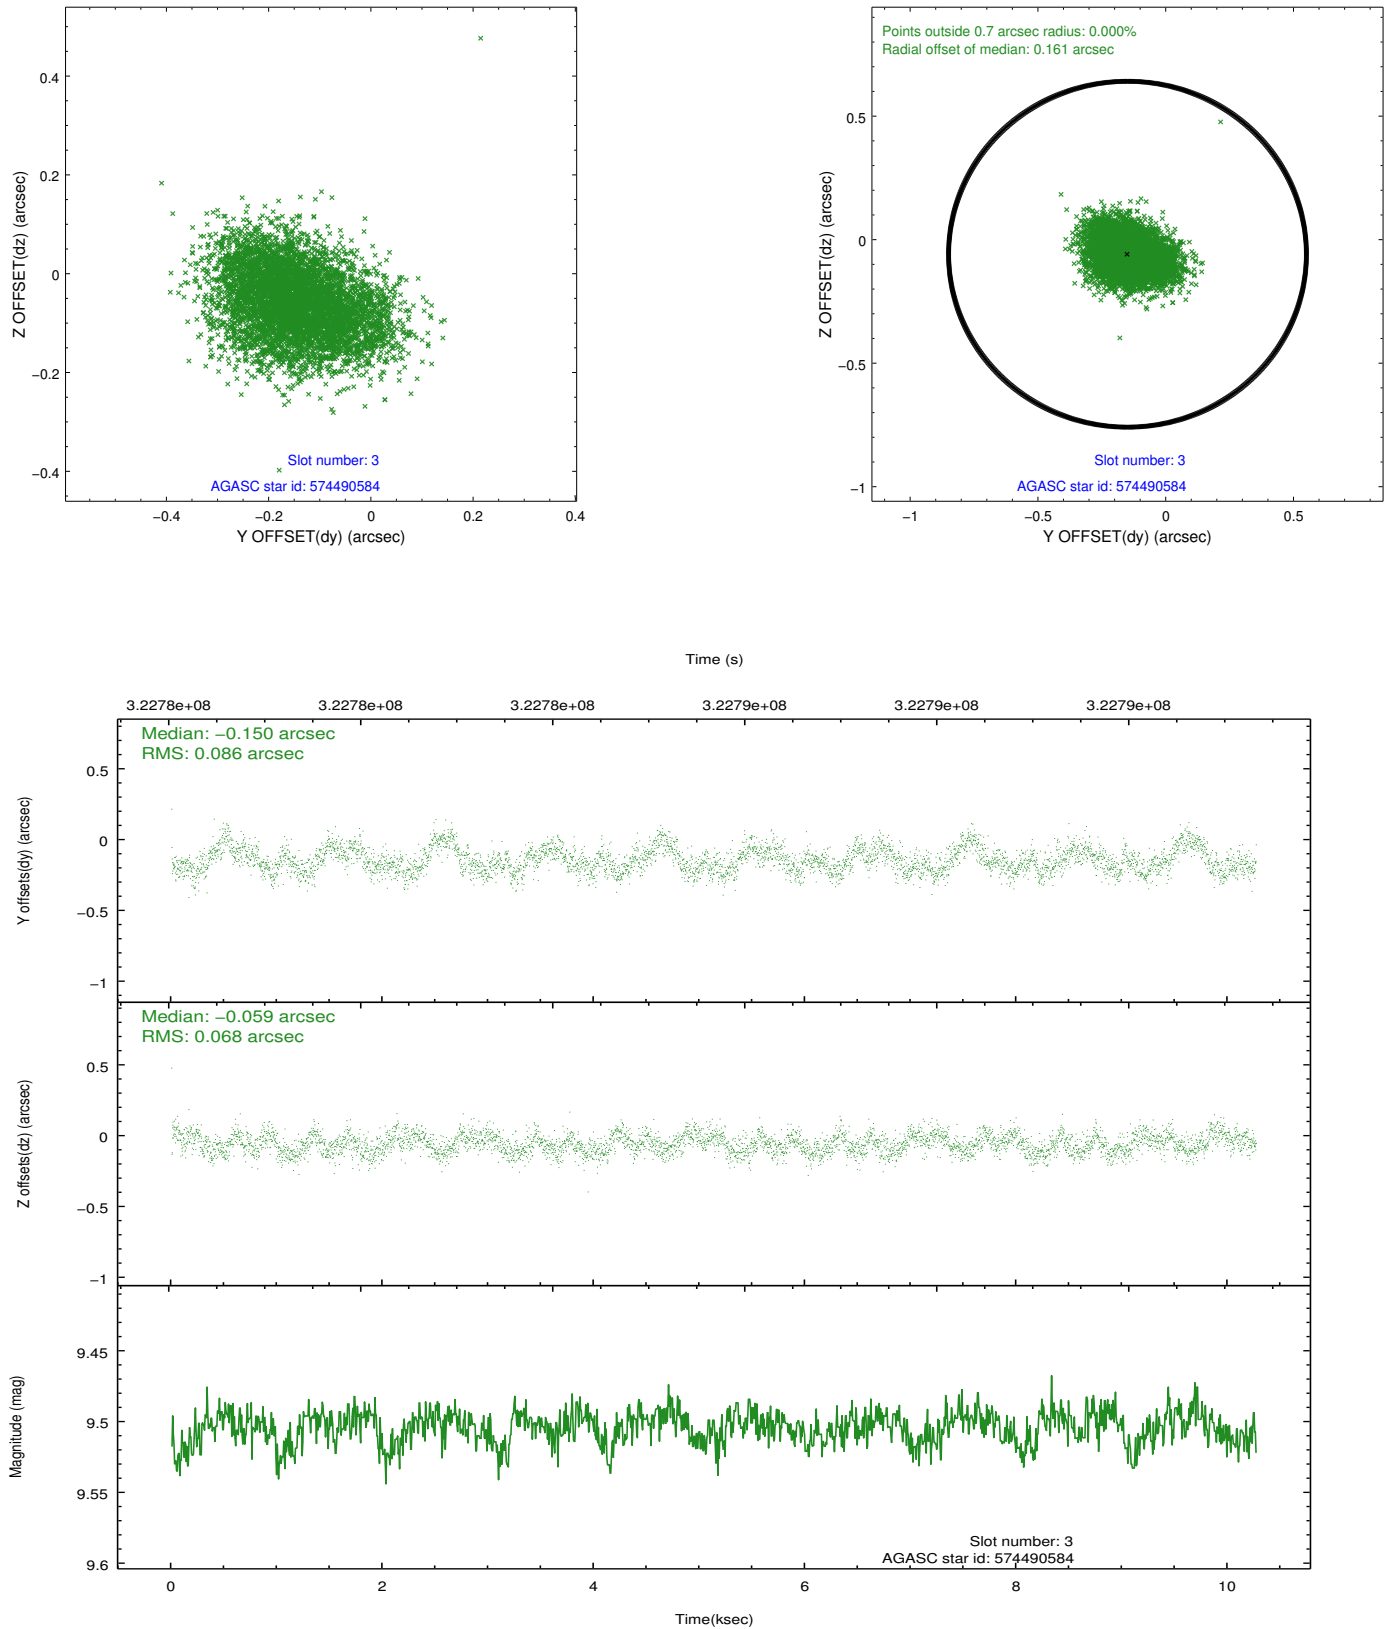 0.4
0.2
0
−0.2
−0.4
Z OFFSET(dz) (arcsec)
Slot number: 3
AGASC star id: 574490584
−0.4 −0.2 0 0.2 0.4
Y OFFSET(dy) (arcsec)
Points outside 0.7 arcsec radius: 0.000%
Radial offset of median: 0.161 arcsec
0.5
0
−0.5
−1
Z OFFSET(dz) (arcsec)
Slot number: 3
AGASC star id: 574490584
−1 −0.5 0 0.5
Y OFFSET(dy) (arcsec)
Time (s)
3.2278e+08 3.2278e+08 3.2278e+08 3.2279e+08 3.2279e+08 3.2279e+08
Median: −0.150 arcsec
RMS: 0.086 arcsec
0.5
0
−0.5
−1
Y offsets(dy) (arcsec)
Median: −0.059 arcsec
RMS: 0.068 arcsec
0.5
0
−0.5
−1
Z offsets(dz) (arcsec)
9.45
9.5
9.55
9.6
Magnitude (mag)
Slot number: 3
AGASC star id: 574490584
0 2 4 6 8 10
Time(ksec)